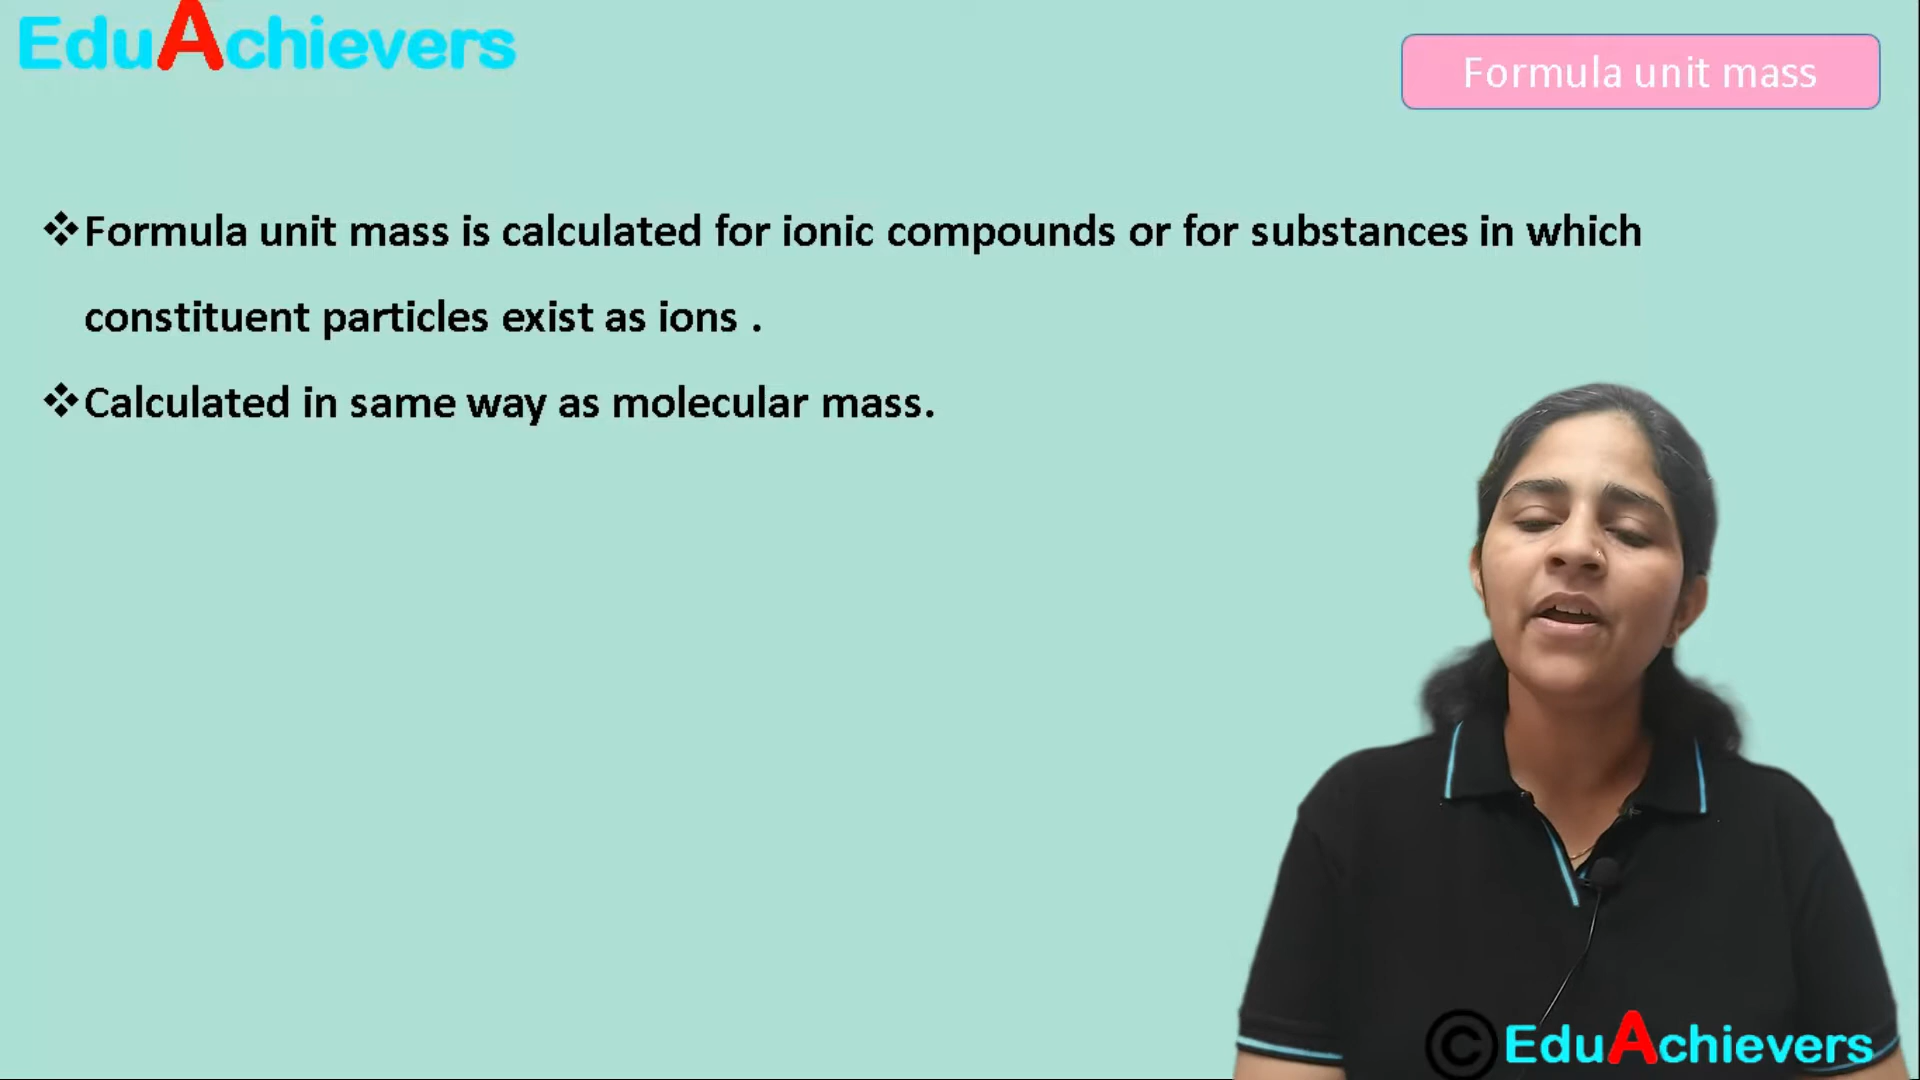 EduAchievers
Formula unit mass
❖Formula unit mass is calculated for ionic compounds or for substances in which
constituent particles exist as ions .
❖Calculated in same way as molecular mass.
© EduAchievers